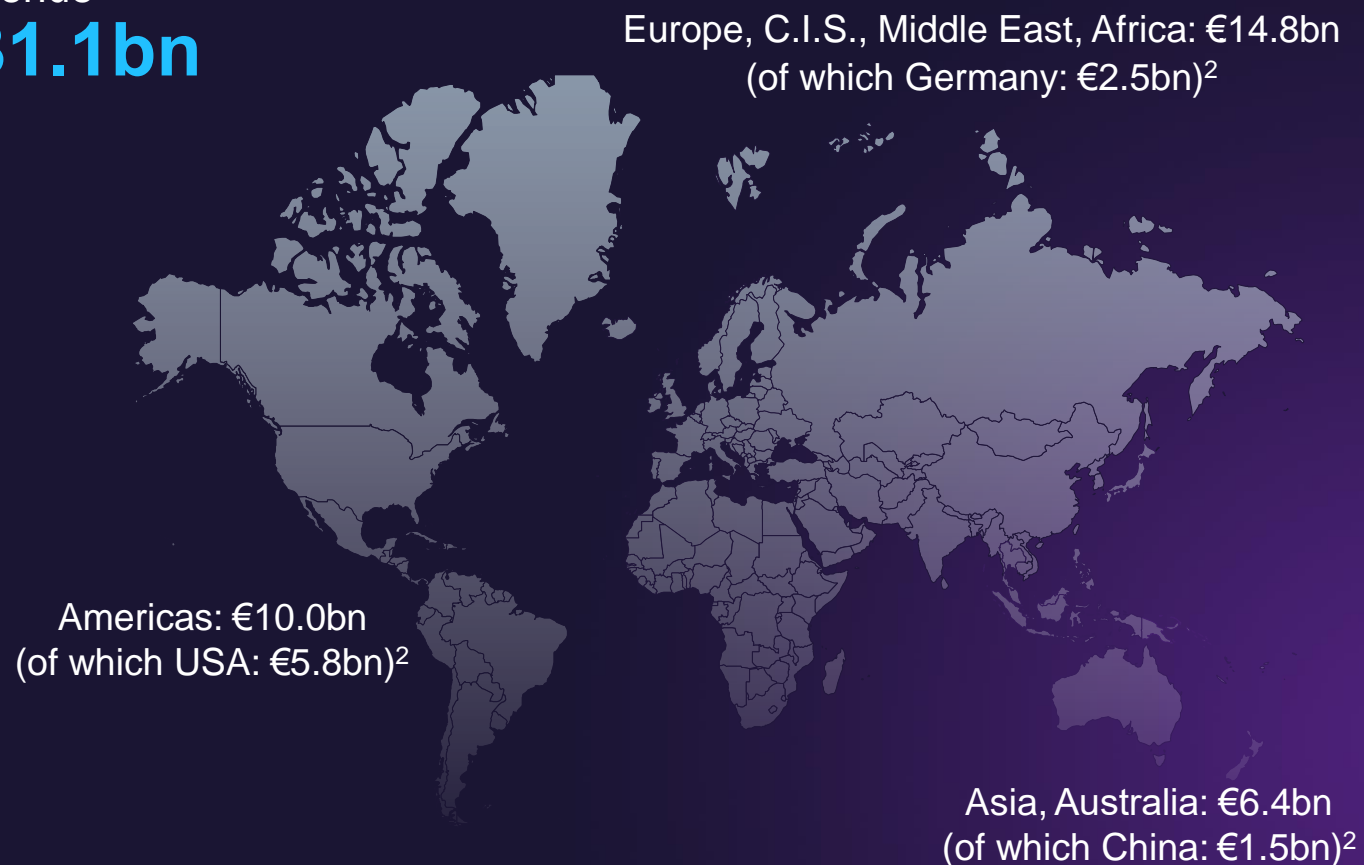 31.1bn
Europe, C.I.S., Middle East, Africa: €14.8bn
(of which Germany: €2.5bn)²
Americas: €10.0bn
(of which USA: €5.8bn)²
Asia, Australia: €6.4bn
(of which China: €1.5bn)²